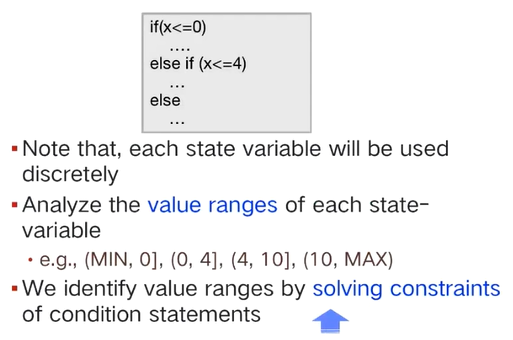 if(x<=0)
....
else if (x<=4)
...
else
...
▪Note that, each state variable will be used
discretely
▪Analyze the value ranges of each state-
variable
• e.g., (MIN, 0], (0, 4], (4, 10], (10, MAX)
▪We identify value ranges by solving constraints
of condition statements